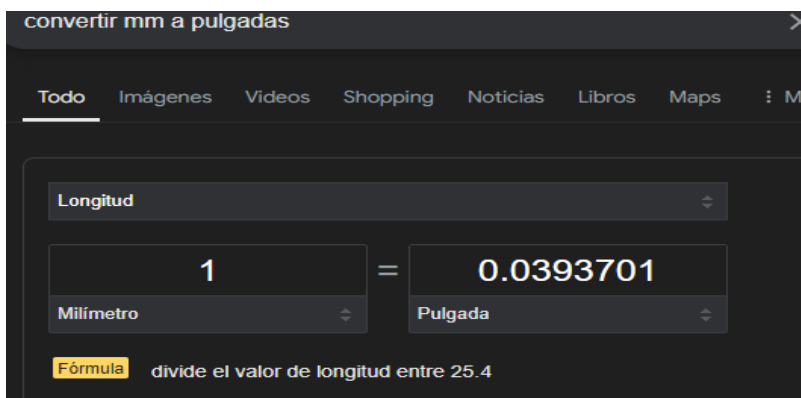 convertir mm a pulgadas
Todo Imágenes Videos Shopping Noticias Libros Maps
Longitud
1 = 0.0393701
Milímetro Pulgada
Fórmula divide el valor de longitud entre 25.4